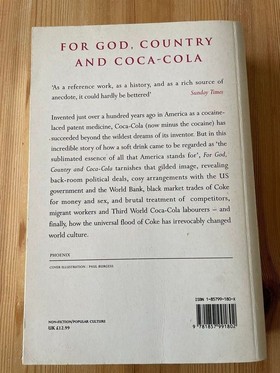 FOR GOD, COUNTRY
AND COCA-COLA
'As a reference work, as a history, and as a rich source of
anecdote, it could hardly be bettered'
Sunday Times
Invented just over a hundred years ago in America as a cocaine-
laced patent medicine, Coca-Cola (now minus the cocaine) has
succeeded beyond the wildest dreams of its inventor. But in this
incredible story of how a soft drink came to be regarded as 'the
sublimated essence of all that America stands for', For God,
Country and Coca-Cola tarnishes that gilded image, revealing
back-room political deals, cosy arrangements with the US
government and the World Bank, black market trades of Coke
for money and sex, and brutal treatment of competitors,
migrant workers and Third World Coca-Cola labourers – and
finally, how the universal flood of Coke has irrevocably changed
world culture.
PHOENIX
COVER ILLUSTRATION
NON-FICTION/POPULAR CULTURE
UK £12.99
ISBN 1-85799-180-X
9 781857 991802